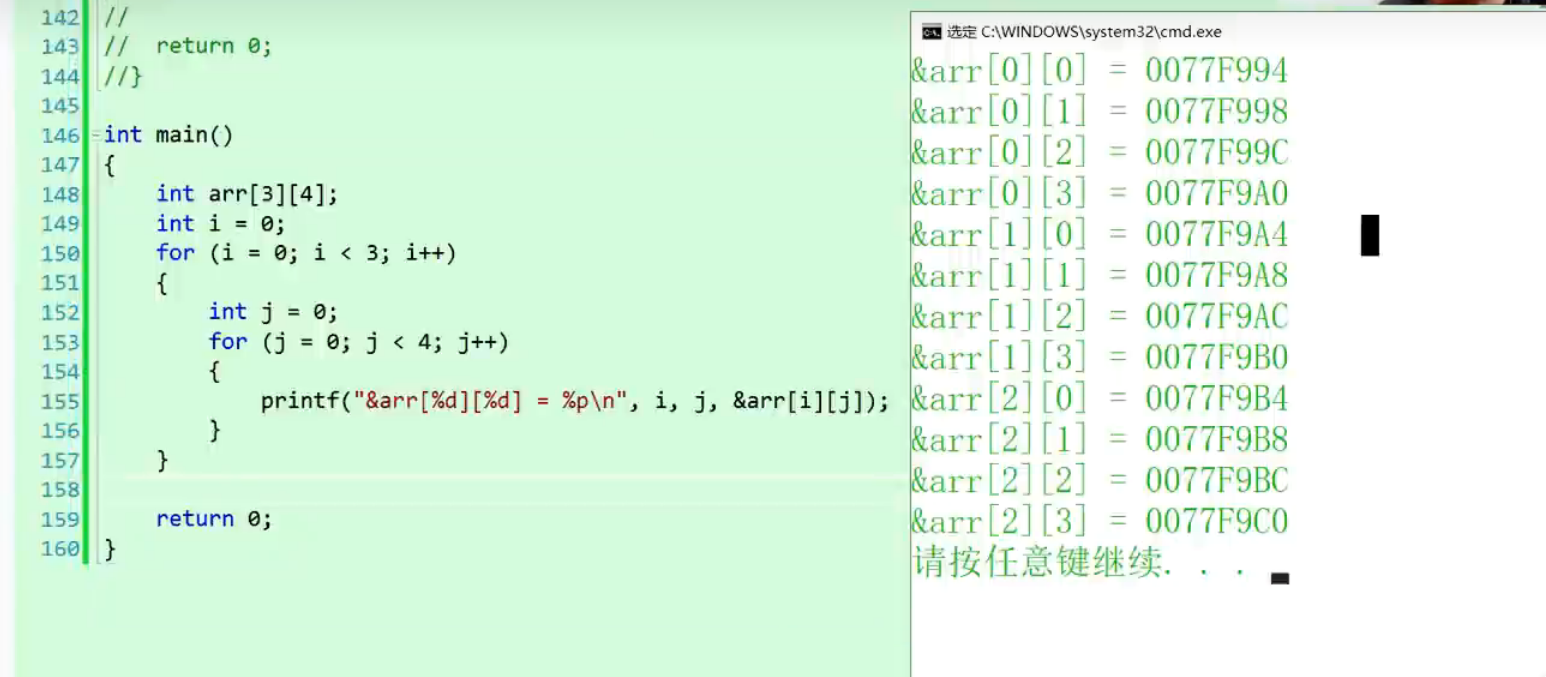 142 //
143 //  return 0;
144 //}
145
146 int main()
147 {
148     int arr[3][4];
149     int i = 0;
150     for (i = 0; i < 3; i++)
151     {
152         int j = 0;
153         for (j = 0; j < 4; j++)
154         {
155             printf("&arr[%d][%d] = %p\n", i, j, &arr[i][j]);
156         }
157     }
158
159     return 0;
160 }
选定 C:\WINDOWS\system32\cmd.exe
&arr[0][0] = 0077F994
&arr[0][1] = 0077F998
&arr[0][2] = 0077F99C
&arr[0][3] = 0077F9A0
&arr[1][0] = 0077F9A4
&arr[1][1] = 0077F9A8
&arr[1][2] = 0077F9AC
&arr[1][3] = 0077F9B0
&arr[2][0] = 0077F9B4
&arr[2][1] = 0077F9B8
&arr[2][2] = 0077F9BC
&arr[2][3] = 0077F9C0
请按任意键继续. . .